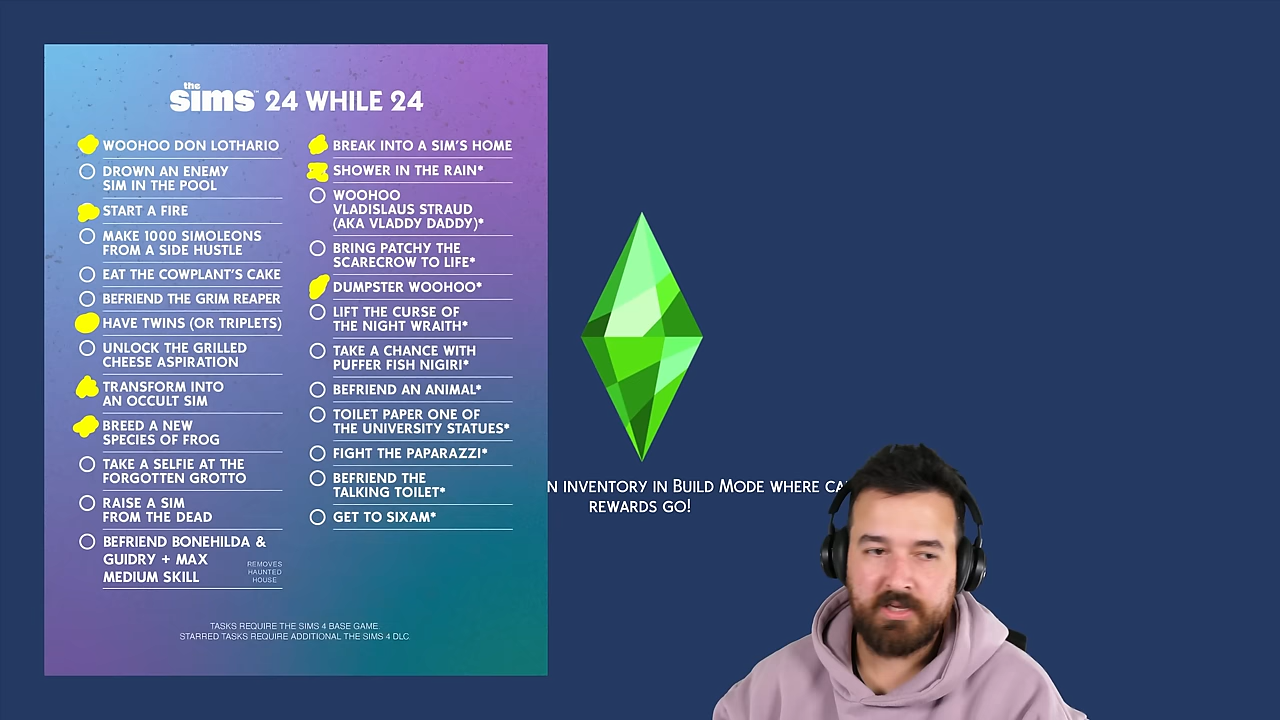 the
sims™ 24 WHILE 24
WOOHOO DON LOTHARIO
DROWN AN ENEMY
SIM IN THE POOL
START A FIRE
MAKE 1000 SIMOLEONS
FROM A SIDE HUSTLE
EAT THE COWPLANT'S CAKE
BEFRIEND THE GRIM REAPER
HAVE TWINS (OR TRIPLETS)
UNLOCK THE GRILLED
CHEESE ASPIRATION
TRANSFORM INTO
AN OCCULT SIM
BREED A NEW
SPECIES OF FROG
TAKE A SELFIE AT THE
FORGOTTEN GROTTO
RAISE A SIM
FROM THE DEAD
BEFRIEND BONEHILDA &
GUIDRY + MAX
MEDIUM SKILL
REMOVES
HAUNTED
HOUSE
BREAK INTO A SIM'S HOME
SHOWER IN THE RAIN*
WOOHOO
VLADISLAUS STRAUD
(AKA VLADDY DADDY)*
BRING PATCHY THE
SCARECROW TO LIFE*
DUMPSTER WOOHOO*
LIFT THE CURSE OF
THE NIGHT WRAITH*
TAKE A CHANCE WITH
PUFFER FISH NIGIRI*
BEFRIEND AN ANIMAL*
TOILET PAPER ONE OF
THE UNIVERSITY STATUES*
FIGHT THE PAPARAZZI*
BEFRIEND THE
TALKING TOILET*
GET TO SIXAM*
TASKS REQUIRE THE SIMS 4 BASE GAME.
STARRED TASKS REQUIRE ADDITIONAL THE SIMS 4 DLC.
N INVENTORY IN BUILD MODE WHERE CA
REWARDS GO!